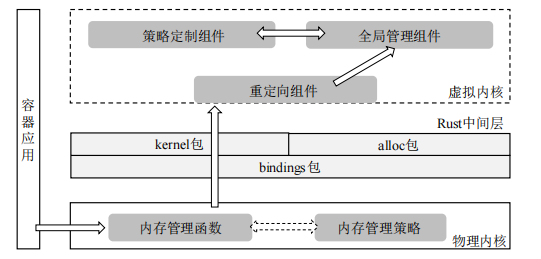 策略定制组件
全局管理组件
重定向组件
虚拟内核
容器应用
Rust中间层
kernel包
alloc包
bindings包
内存管理函数
内存管理策略
物理内核